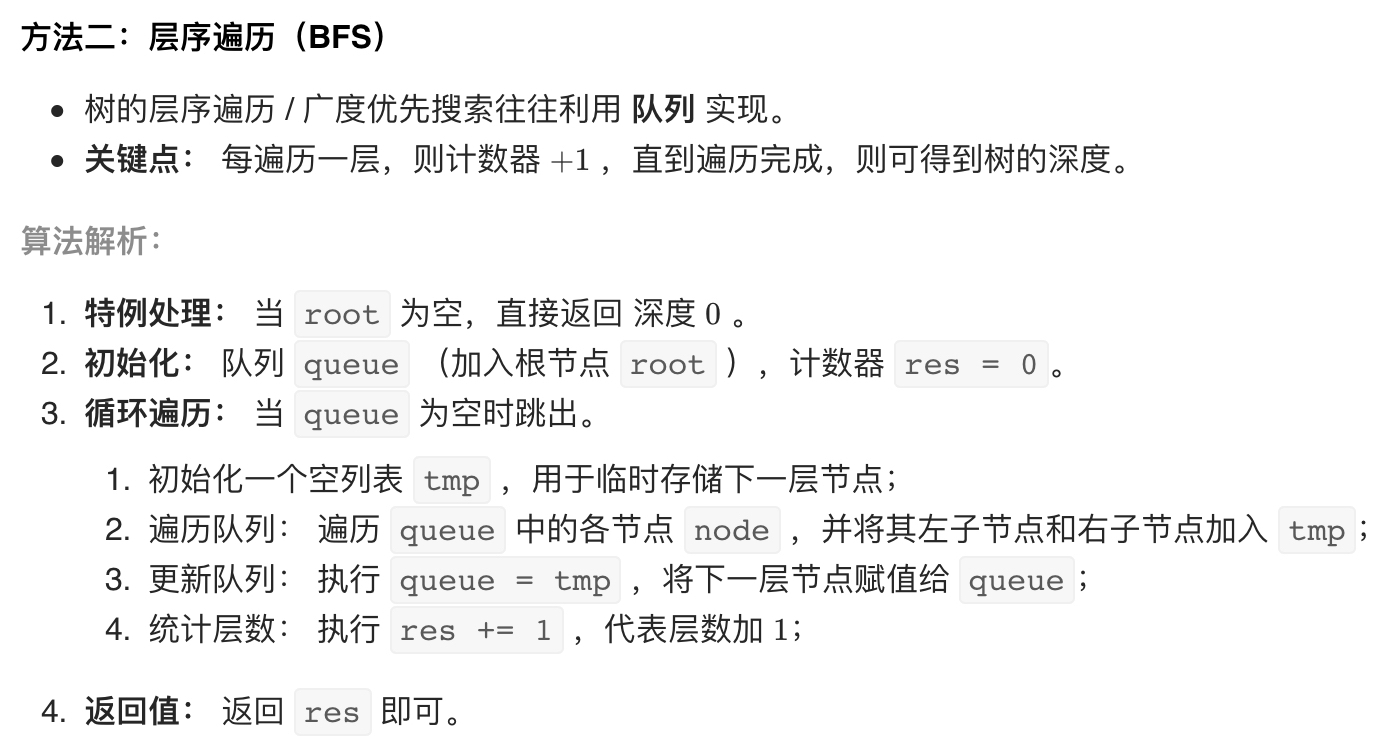 方法二：层序遍历（BFS）
• 树的层序遍历 / 广度优先搜索往往利用 队列 实现。
• 关键点： 每遍历一层，则计数器 +1 ，直到遍历完成，则可得到树的深度。
算法解析：
1. 特例处理： 当 root 为空，直接返回 深度 0 。
2. 初始化： 队列 queue （加入根节点 root ），计数器 res = 0。
3. 循环遍历： 当 queue 为空时跳出。
1. 初始化一个空列表 tmp ，用于临时存储下一层节点；
2. 遍历队列： 遍历 queue 中的各节点 node ，并将其左子节点和右子节点加入 tmp；
3. 更新队列： 执行 queue = tmp ，将下一层节点赋值给 queue；
4. 统计层数： 执行 res += 1 ，代表层数加 1；
4. 返回值： 返回 res 即可。